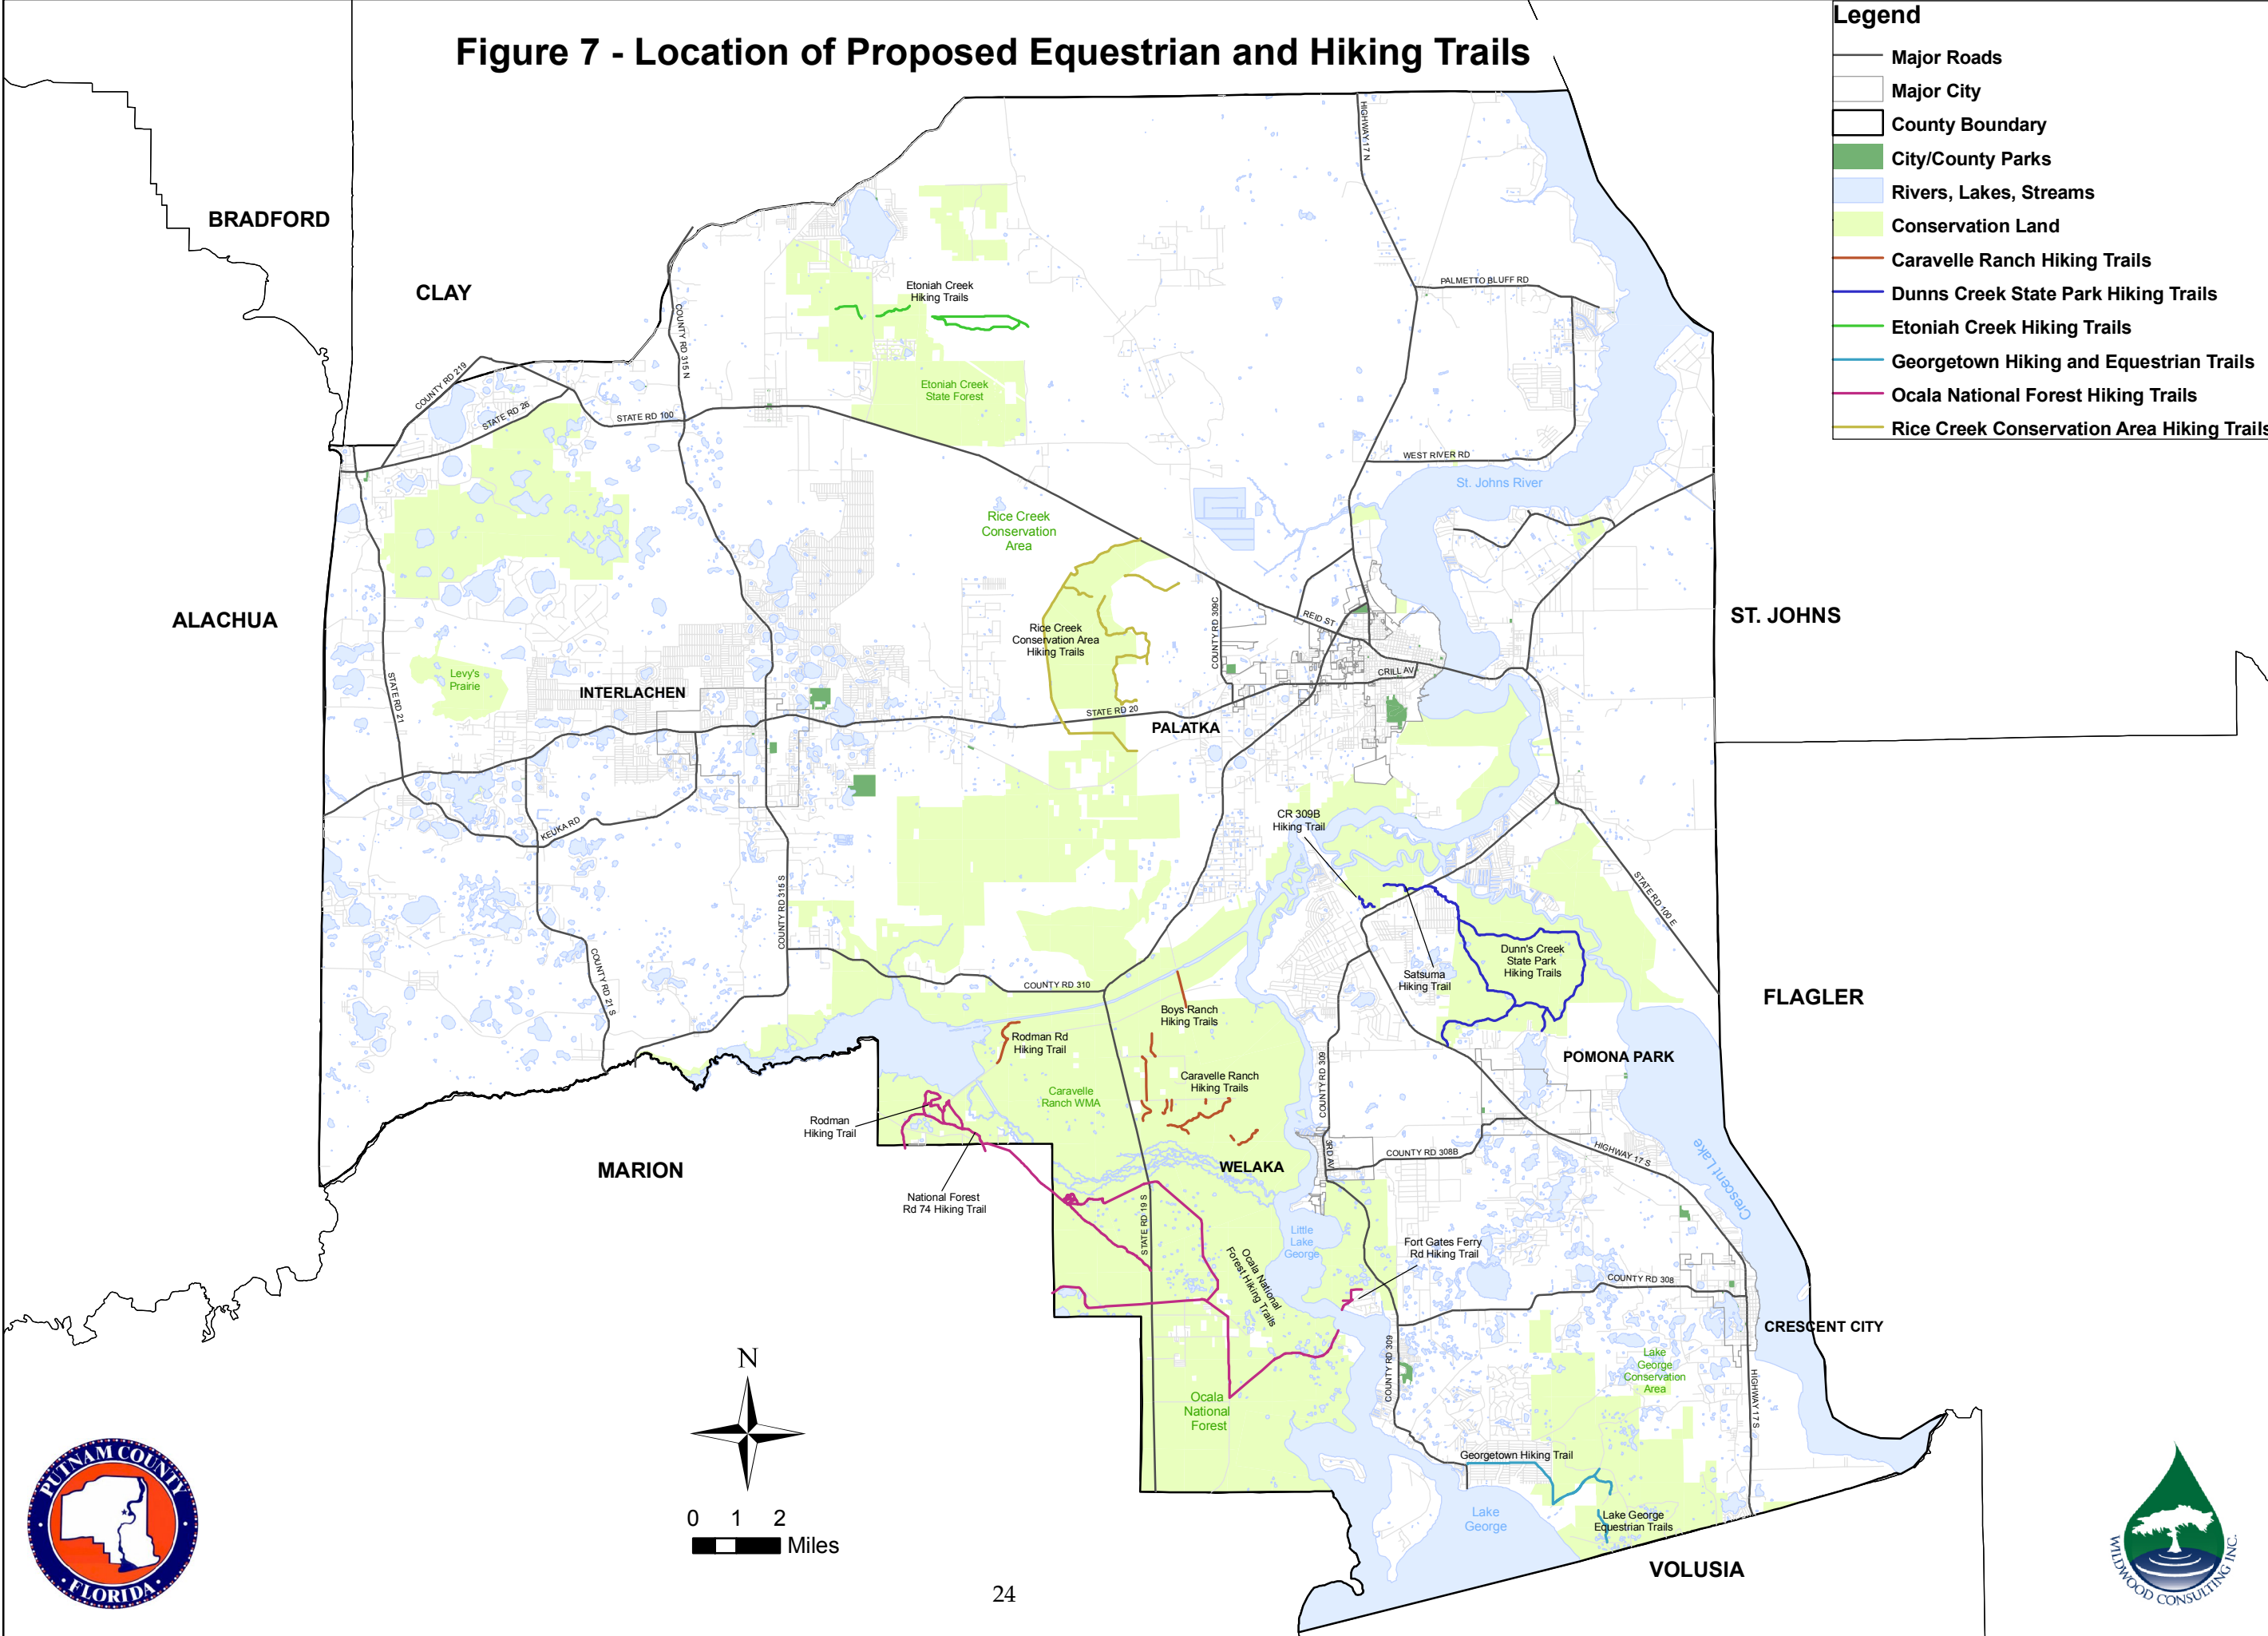 Figure 7 - Location of Proposed Equestrian and Hiking Trails
Legend
Major Roads
Major City
County Boundary
City/County Parks
Rivers, Lakes, Streams
Conservation Land
Caravelle Ranch Hiking Trails
Dunns Creek State Park Hiking Trails
Etoniah Creek Hiking Trails
Georgetown Hiking and Equestrian Trails
Ocala National Forest Hiking Trails
Rice Creek Conservation Area Hiking Trails
HIGHWAY 17 N
BRADFORD
CLAY
PALMETTO BLUFF RD
Etoniah Creek
Hiking Trails
COUNTY RD 315 N
COUNTY RD 219
Etoniah Creek
State Forest
STATE RD 26
STATE RD 100
WEST RIVER RD
St. Johns River
Rice Creek
Conservation
Area
ALACHUA
ST. JOHNS
COUNTY RD 309C
REID ST
Rice Creek
Conservation Area
Hiking Trails
CRILL AV
Levy's
Prairie
STATE RD 21
INTERLACHEN
STATE RD 20
PALATKA
KEUKA RD
CR 309B
Hiking Trail
COUNTY RD 315 S
STATE RD 100 E
Dunn's Creek
State Park
Hiking Trails
Satsuma
Hiking Trail
COUNTY RD 21 S
COUNTY RD 310
FLAGLER
Boys Ranch
Hiking Trails
Rodman Rd
Hiking Trail
POMONA PARK
COUNTY RD 309
Caravelle Ranch
Hiking Trails
Caravelle
Ranch WMA
Rodman
Hiking Trail
MARION
WELAKA
3RD AV
COUNTY RD 308B
HIGHWAY 17 S
Crescent Lake
National Forest
Rd 74 Hiking Trail
STATE RD 19 S
Little
Lake
George
Ocala National
Forest Hiking Trails
Fort Gates Ferry
Rd Hiking Trail
COUNTY RD 308
CRESCENT CITY
COUNTY RD 309
Lake
George
Conservation
Area
HIGHWAY 17 S
Ocala
National
Forest
N
Georgetown Hiking Trail
Lake
George
Lake George
Equestrian Trails
0 1 2
Miles
VOLUSIA
24
PUTNAM COUNTY
FLORIDA
WILDWOOD CONSULTING INC.